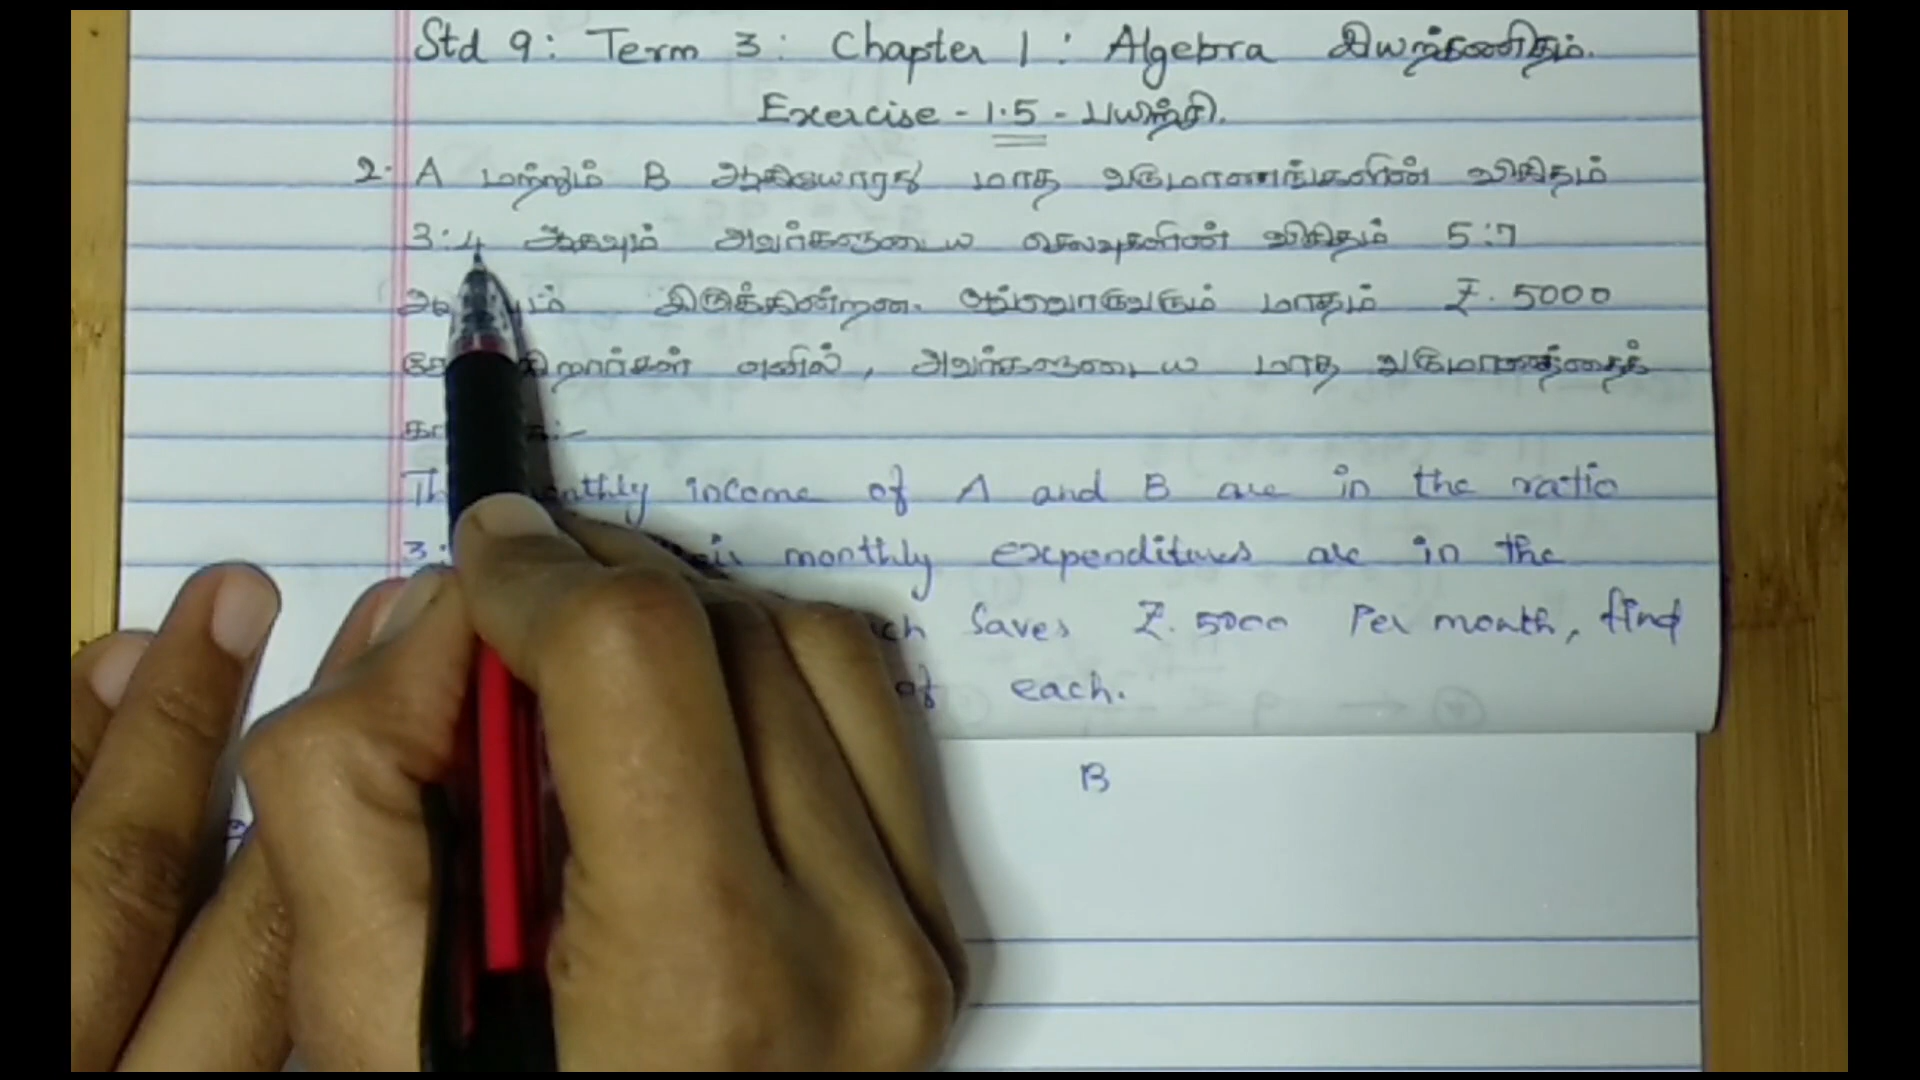 Std 9: Term 3: Chapter 1: Algebra இயற்கணிதம்.
Exercise - 1.5 - பயிற்சி.
2. A மற்றும் B ஆகியோரது மாத வருமானங்களின் விகிதம்
3:4 ஆகவும் அவர்களுடைய செலவுகளின் விகிதம் 5:7
இருக்கின்றன. ஒவ்வொருவரும் மாதம் ₹. 5000
எனில், அவர்களுடைய மாத வருமானத்தைக்
monthly income of A and B are in the ratio
3: monthly expenditures are in the
saves ₹. 5000 Per month, find
of each.
B